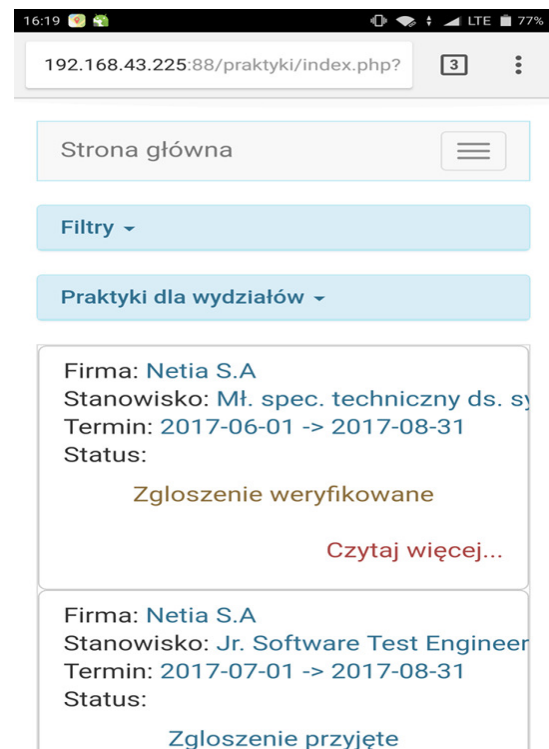 16:19 LTE 77%
192.168.43.225:88/praktyki/index.php? 3
Strona główna
Filtry
Praktyki dla wydziałów
Firma: Netia S.A
Stanowisko: Mł. spec. techniczny ds. sy
Termin: 2017-06-01 -> 2017-08-31
Status:
Zgloszenie weryfikowane
Czytaj więcej...
Firma: Netia S.A
Stanowisko: Jr. Software Test Engineer
Termin: 2017-07-01 -> 2017-08-31
Status:
Zgloszenie przyjęte